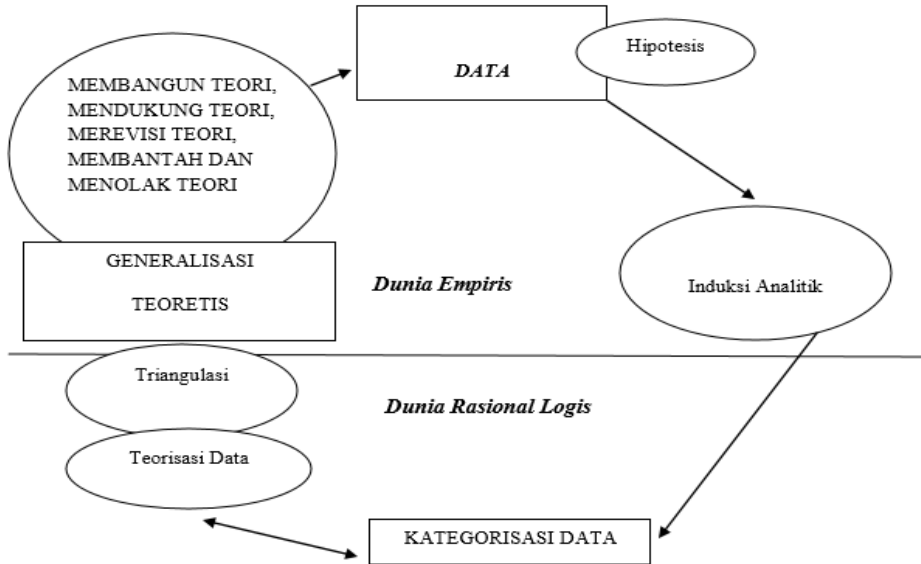 Hipotesis
DATA
MEMBANGUN TEORI,
MENDUKUNG TEORI,
MEREVISI TEORI,
MEMBANTAH DAN
MENOLAK TEORI
GENERALISASI
TEORETIS
Dunia Empiris
Induksi Analitik
Triangulasi
Dunia Rasional Logis
Teorisasi Data
KATEGORISASI DATA